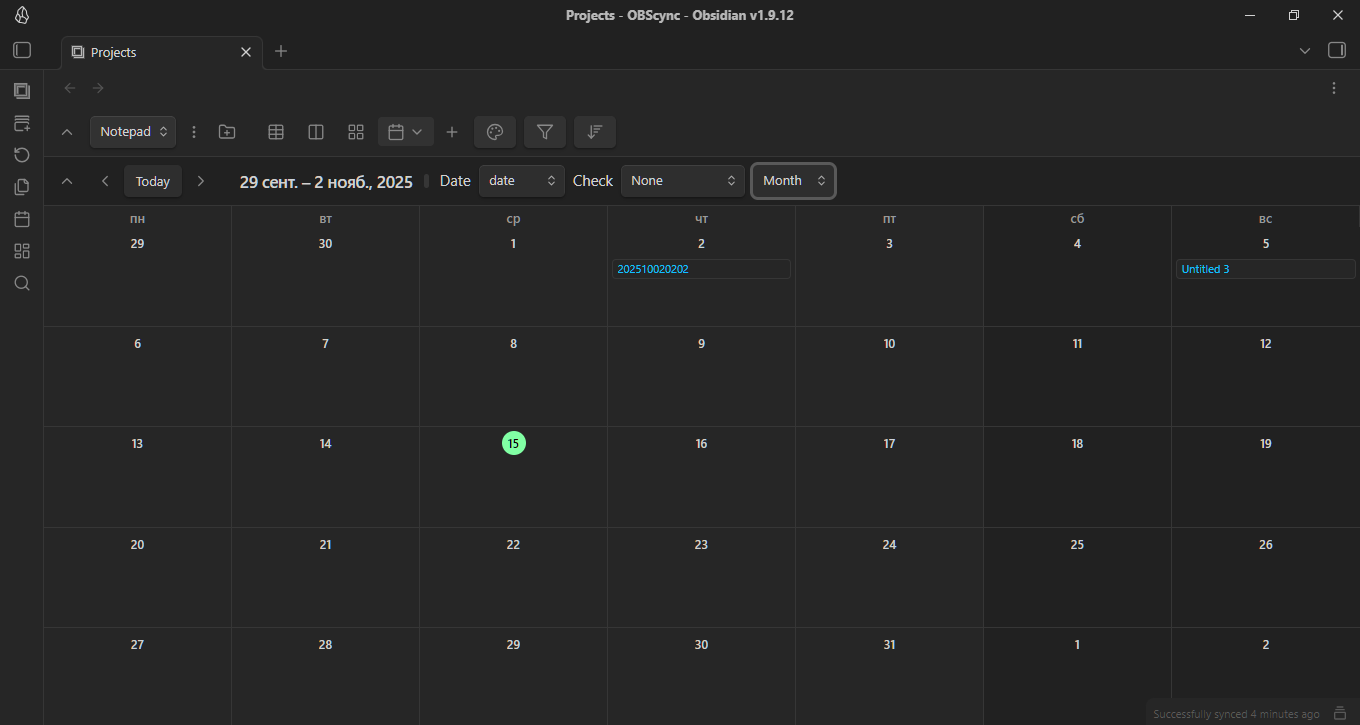 Projects - OBScync - Obsidian v1.9.12
Projects
Notepad
Today 29 сент. – 2 нояб., 2025 Date date Check None Month
пн вт ср чт пт сб вс
29 30 1 2 3 4 5
202510020202 Untitled 3
6 7 8 9 10 11 12
13 14 15 16 17 18 19
20 21 22 23 24 25 26
27 28 29 30 31 1 2
Successfully synced 4 minutes ago